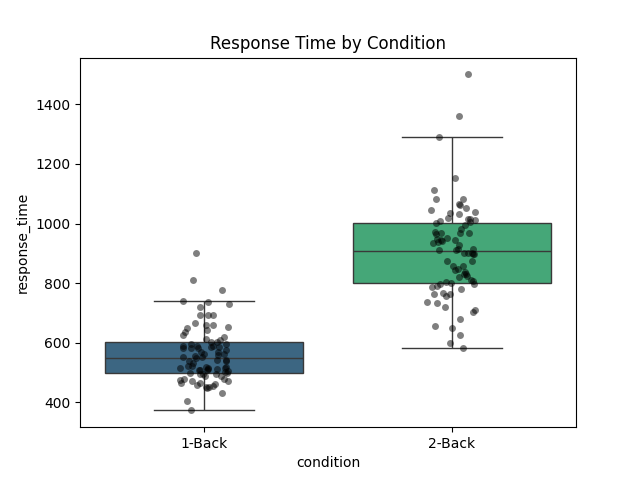 Response Time by Condition
response_time
1400
1200
1000
800
600
400
1-Back
2-Back
condition